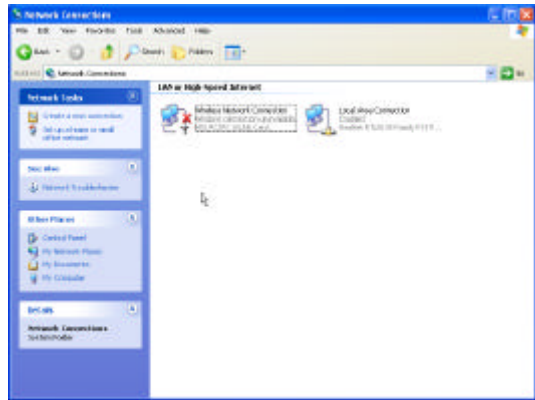 Network Connections
File Edit View Favorites Tools Advanced Help
Back Search Folders
Network Connections Go
LAN or High-Speed Internet
Network Tasks
Create a new connection
Set up a home or small
office network
See Also
Network Troubleshooter
Other Places
Control Panel
My Network Places
My Documents
My Computer
Details
Network Connections
System Folder
Wireless Network Connection
Local Area Connection
Enabled